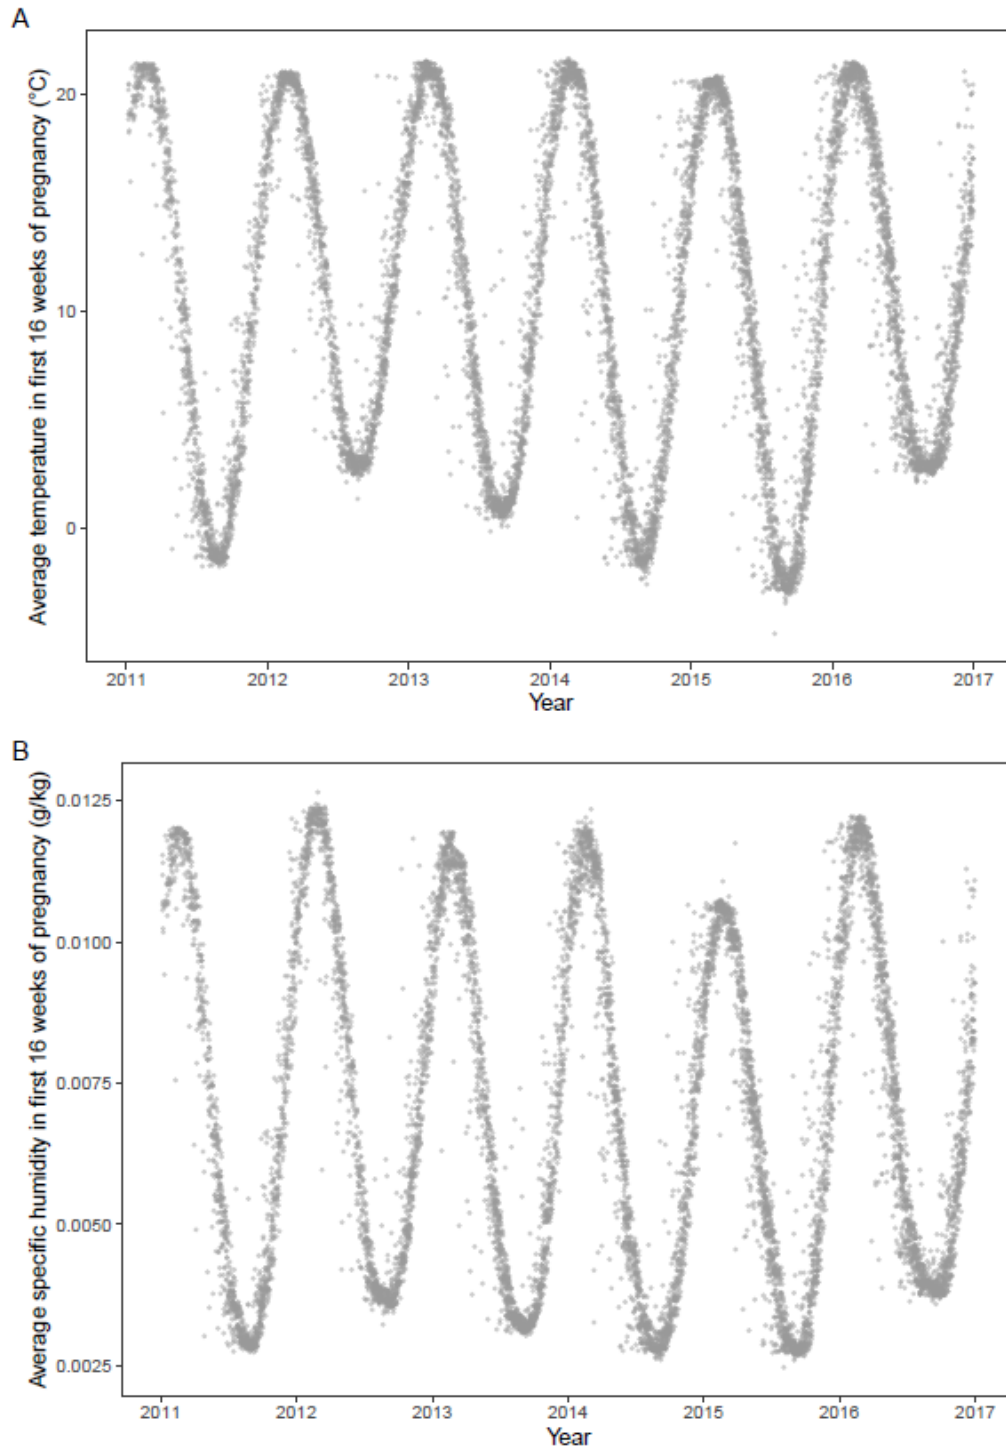 A
Average temperature in first 16 weeks of pregnancy (°C)
20
10
0
2011 2012 2013 2014 2015 2016 2017
Year
B
Average specific humidity in first 16 weeks of pregnancy (g/kg)
0.0125
0.0100
0.0075
0.0050
0.0025
2011 2012 2013 2014 2015 2016 2017
Year